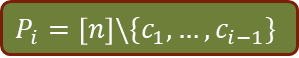 P_i = [n]\{c_1, ..., c_{i-1}}